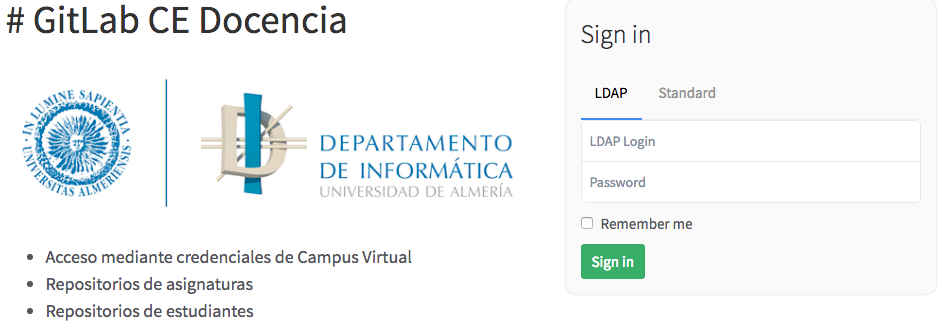 # GitLab CE Docencia
IN LUMINE SAPIENTIA
UNIVERSITAS ALMERIENSIS
DEPARTAMENTO
DE INFORMÁTICA
UNIVERSIDAD DE ALMERÍA
Acceso mediante credenciales de Campus Virtual
Repositorios de asignaturas
Repositorios de estudiantes
Sign in
LDAP Standard
LDAP Login
Password
Remember me
Sign in